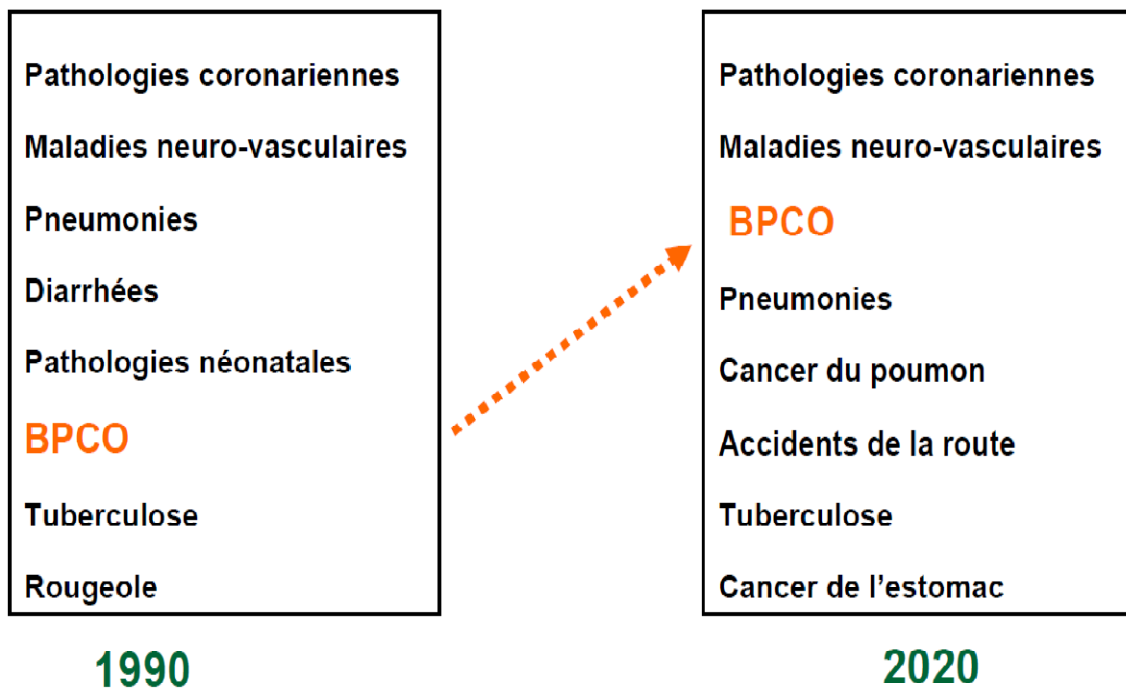 Pathologies coronariennes
Maladies neuro-vasculaires
Pneumonies
Diarrhées
Pathologies néonatales
BPCO
Tuberculose
Rougeole
1990
Pathologies coronariennes
Maladies neuro-vasculaires
BPCO
Pneumonies
Cancer du poumon
Accidents de la route
Tuberculose
Cancer de l'estomac
2020